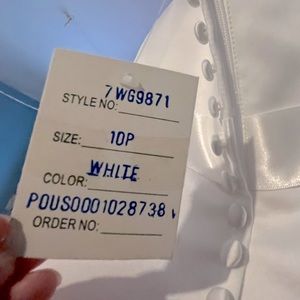 7WG9871
STYLE NO:
SIZE: 10P
WHITE
COLOR:
POUS0001028738
ORDER NO: